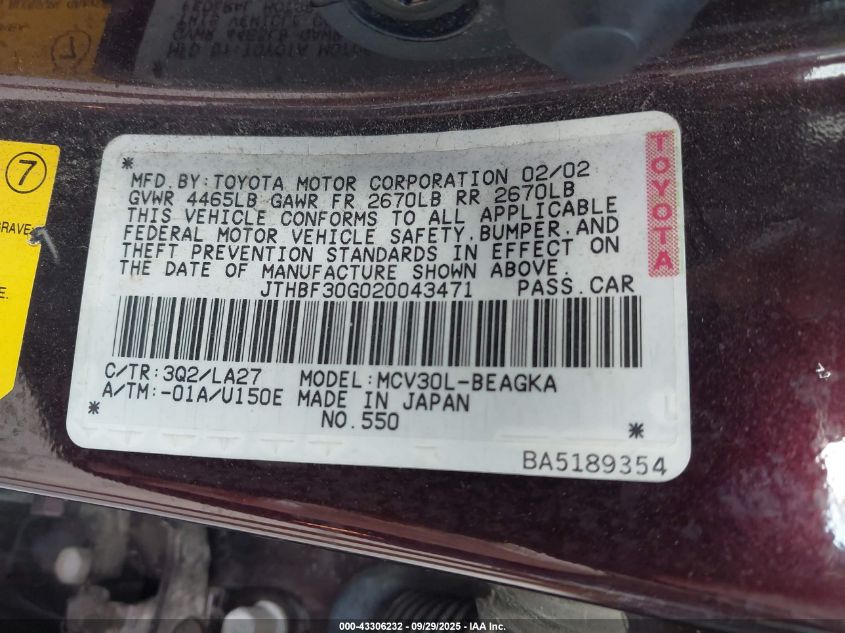 7
GRAVE
E.
*
MFD. BY: TOYOTA MOTOR CORPORATION 02/02
GVWR 4465LB GAWR FR 2670LB RR 2670LB
THIS VEHICLE CONFORMS TO ALL APPLICABLE
FEDERAL MOTOR VEHICLE SAFETY, BUMPER, AND
THEFT PREVENTION STANDARDS IN EFFECT ON
THE DATE OF MANUFACTURE SHOWN ABOVE.
TOYOTA
JTHBF30G020043471 PASS. CAR
C/TR: 3Q2/LA27 MODEL: MCV30L-BEAGKA
A/TM: -01A/U150E MADE IN JAPAN
* NO. 550 *
BA5189354
000-43306232 / 09/29/2025 / © IAA, Inc.